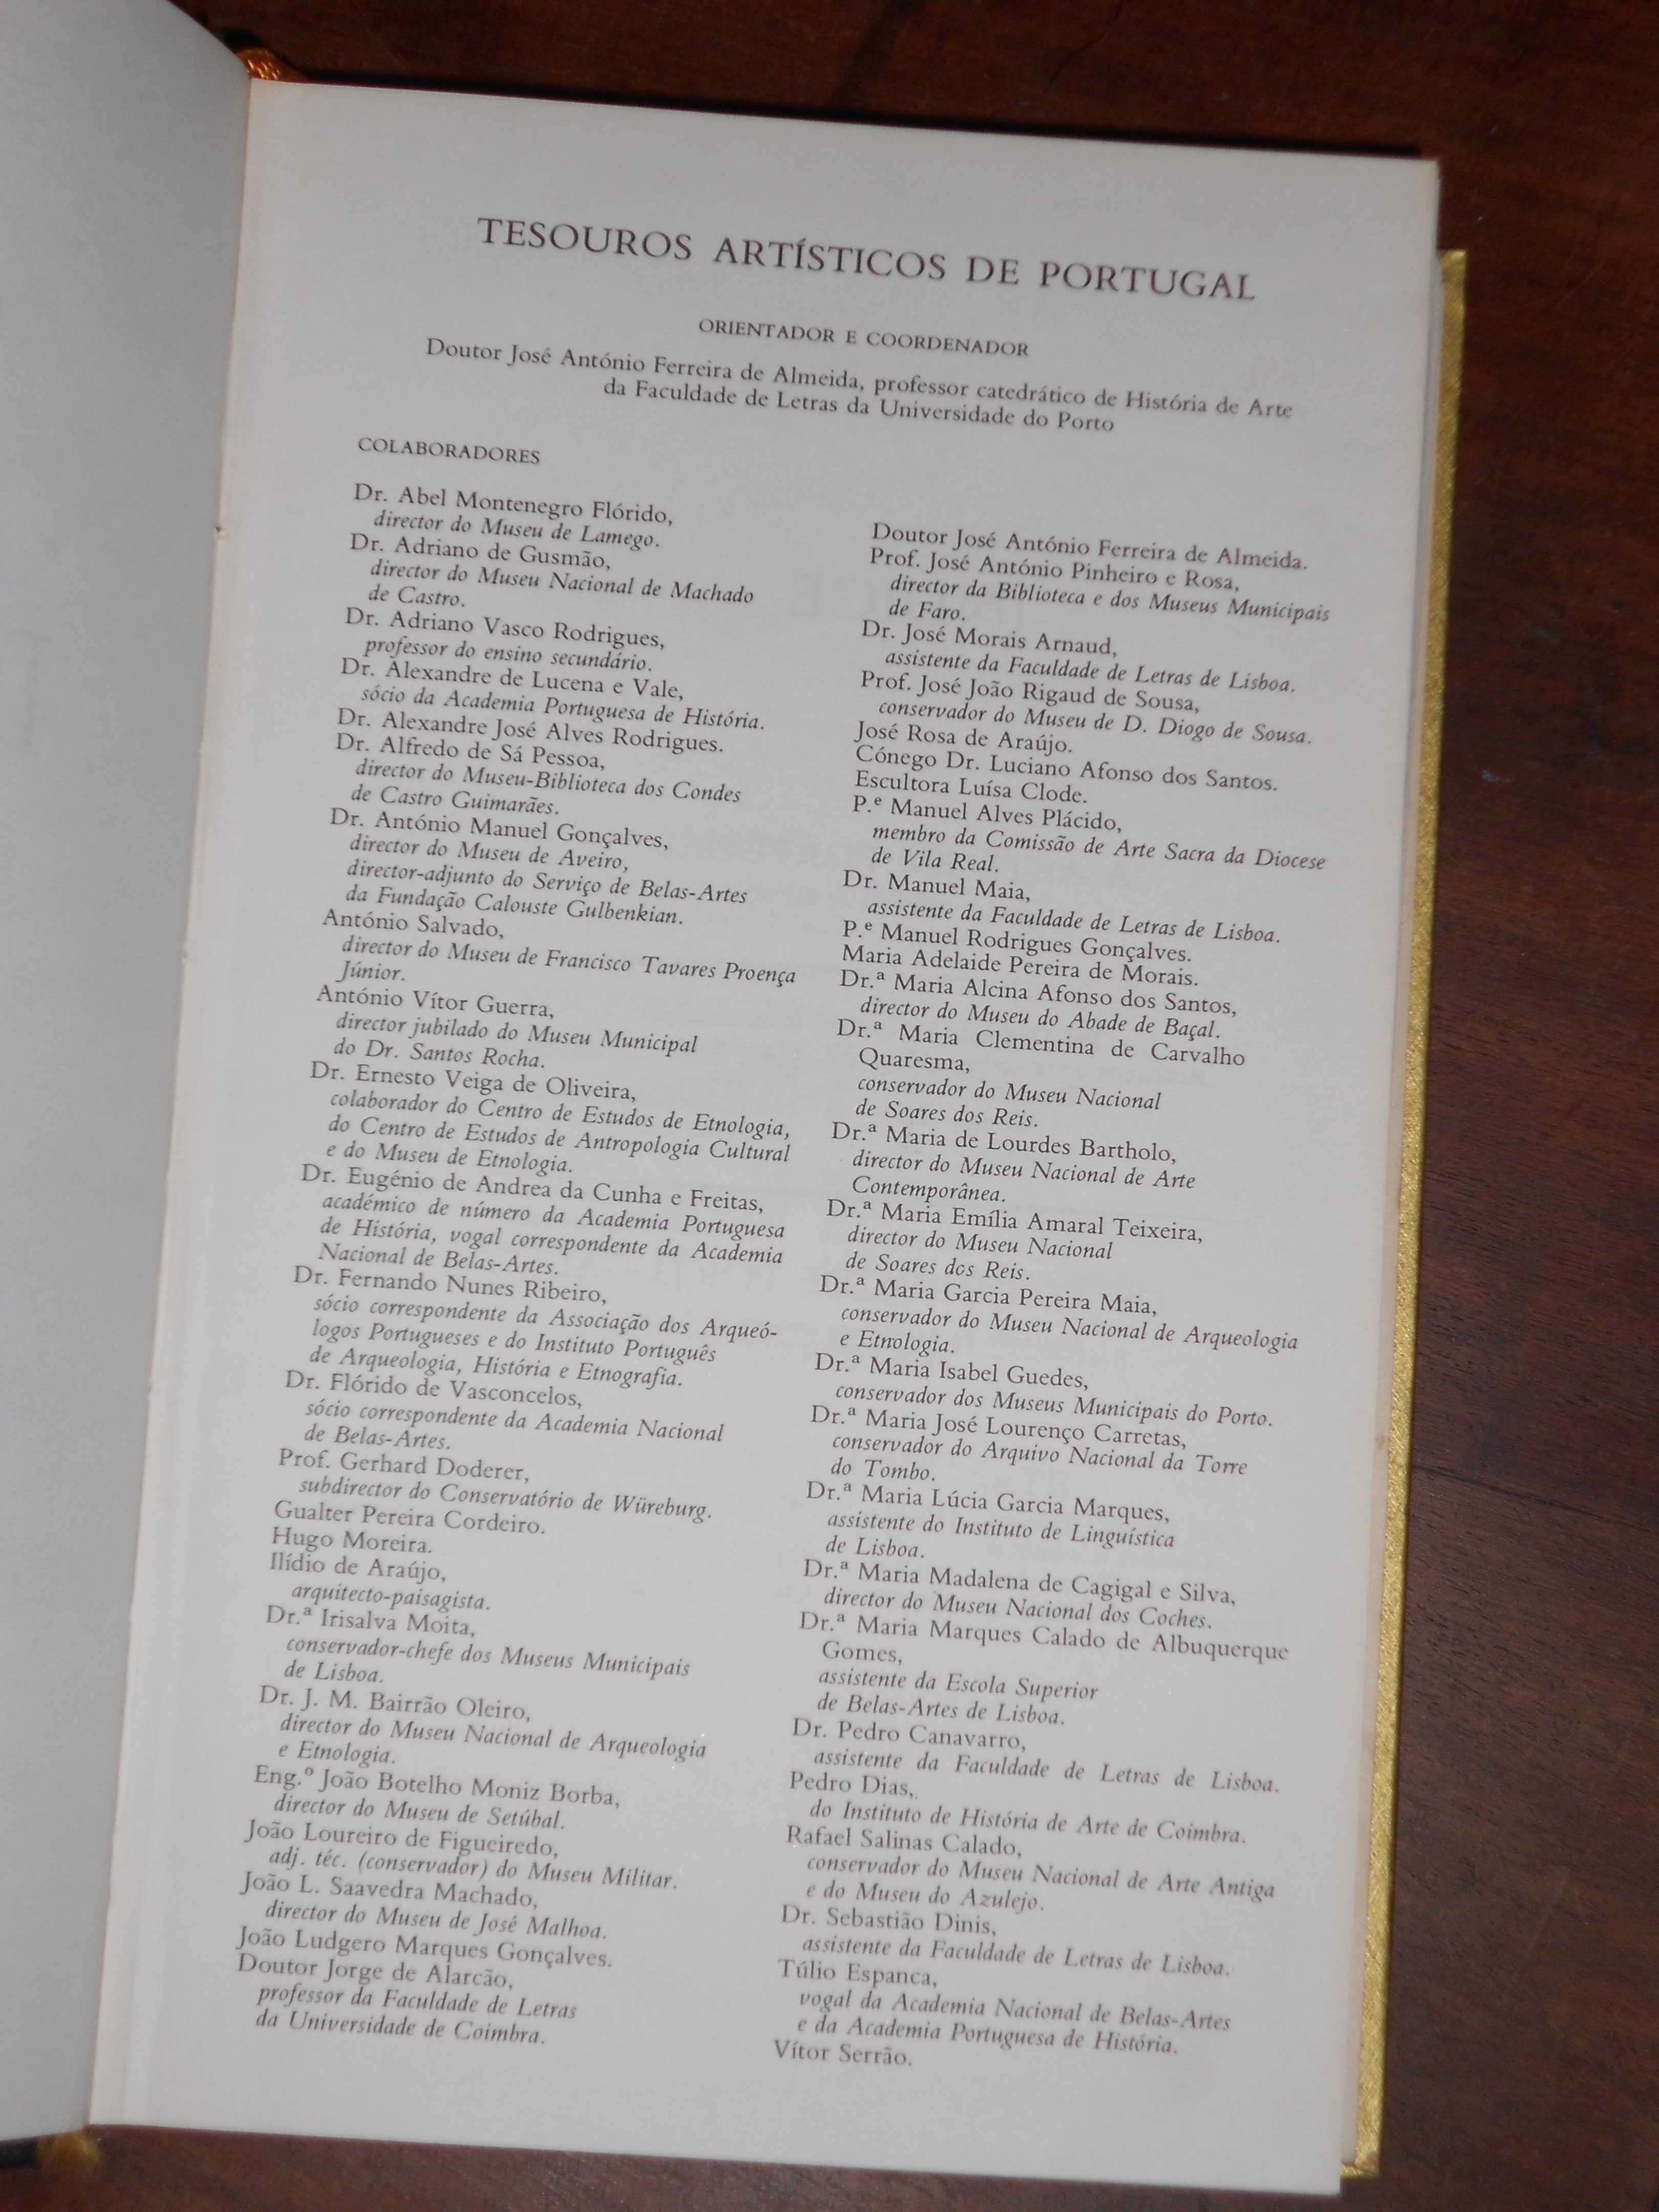 TESOUROS ARTÍSTICOS DE PORTUGAL
ORIENTADOR E COORDENADOR
Doutor José António Ferreira de Almeida, professor catedrático de História de Arte
da Faculdade de Letras da Universidade do Porto
COLABORADORES
Dr. Abel Montenegro Flórido,
director do Museu de Lamego.
Dr. Adriano de Gusmão,
director do Museu Nacional de Machado
de Castro.
Dr. Adriano Vasco Rodrigues,
professor do ensino secundário.
Dr. Alexandre de Lucena e Vale,
sócio da Academia Portuguesa de História.
Dr. Alexandre José Alves Rodrigues.
Dr. Alfredo de Sá Pessoa,
director do Museu-Biblioteca dos Condes
de Castro Guimarães.
Dr. António Manuel Gonçalves,
director do Museu de Aveiro,
director-adjunto do Serviço de Belas-Artes
da Fundação Calouste Gulbenkian.
António Salvado,
director do Museu de Francisco Tavares Proença
Júnior.
António Vítor Guerra,
director jubilado do Museu Municipal
do Dr. Santos Rocha.
Dr. Ernesto Veiga de Oliveira,
colaborador do Centro de Estudos de Etnologia,
do Centro de Estudos de Antropologia Cultural
e do Museu de Etnologia.
Dr. Eugénio de Andrea da Cunha e Freitas,
académico de número da Academia Portuguesa
de História, vogal correspondente da Academia
Nacional de Belas-Artes.
Dr. Fernando Nunes Ribeiro,
sócio correspondente da Associação dos Arqueó-
logos Portugueses e do Instituto Português
de Arqueologia, História e Etnografia.
Dr. Flórido de Vasconcelos,
sócio correspondente da Academia Nacional
de Belas-Artes.
Prof. Gerhard Doderer,
subdirector do Conservatório de Würeburg.
Gualter Pereira Cordeiro.
Hugo Moreira.
Ilídio de Araújo,
arquitecto-paisagista.
Dr.ª Irisalva Moita,
conservador-chefe dos Museus Municipais
de Lisboa.
Dr. J. M. Bairrão Oleiro,
director do Museu Nacional de Arqueologia
e Etnologia.
Eng.º João Botelho Moniz Borba,
director do Museu de Setúbal.
João Loureiro de Figueiredo,
adj. téc. (conservador) do Museu Militar.
João L. Saavedra Machado,
director do Museu de José Malhoa.
João Ludgero Marques Gonçalves.
Doutor Jorge de Alarcão,
professor da Faculdade de Letras
da Universidade de Coimbra.
Doutor José António Ferreira de Almeida.
Prof. José António Pinheiro e Rosa,
director da Biblioteca e dos Museus Municipais
de Faro.
Dr. José Morais Arnaud,
assistente da Faculdade de Letras de Lisboa.
Prof. José João Rigaud de Sousa,
conservador do Museu de D. Diogo de Sousa.
José Rosa de Araújo.
Cónego Dr. Luciano Afonso dos Santos.
Escultora Luísa Clode.
P.e Manuel Alves Plácido,
membro da Comissão de Arte Sacra da Diocese
de Vila Real.
Dr. Manuel Maia,
assistente da Faculdade de Letras de Lisboa.
P.e Manuel Rodrigues Gonçalves.
Maria Adelaide Pereira de Morais.
Dr.ª Maria Alcina Afonso dos Santos,
director do Museu do Abade de Baçal.
Dr.ª Maria Clementina de Carvalho
Quaresma,
conservador do Museu Nacional
de Soares dos Reis.
Dr.ª Maria de Lourdes Bartholo,
director do Museu Nacional de Arte
Contemporânea.
Dr.ª Maria Emília Amaral Teixeira,
director do Museu Nacional
de Soares dos Reis.
Dr.ª Maria Garcia Pereira Maia,
conservador do Museu Nacional de Arqueologia
e Etnologia.
Dr.ª Maria Isabel Guedes,
conservador dos Museus Municipais do Porto.
Dr.ª Maria José Lourenço Carretas,
conservador do Arquivo Nacional da Torre
do Tombo.
Dr.ª Maria Lúcia Garcia Marques,
assistente do Instituto de Linguística
de Lisboa.
Dr.ª Maria Madalena de Cagigal e Silva,
director do Museu Nacional dos Coches.
Dr.ª Maria Marques Calado de Albuquerque
Gomes,
assistente da Escola Superior
de Belas-Artes de Lisboa.
Dr. Pedro Canavarro,
assistente da Faculdade de Letras de Lisboa.
Pedro Dias,
do Instituto de História de Arte de Coimbra.
Rafael Salinas Calado,
conservador do Museu Nacional de Arte Antiga
e do Museu do Azulejo.
Dr. Sebastião Dinis,
assistente da Faculdade de Letras de Lisboa.
Túlio Espanca,
vogal da Academia Nacional de Belas-Artes
e da Academia Portuguesa de História.
Vítor Serrão.